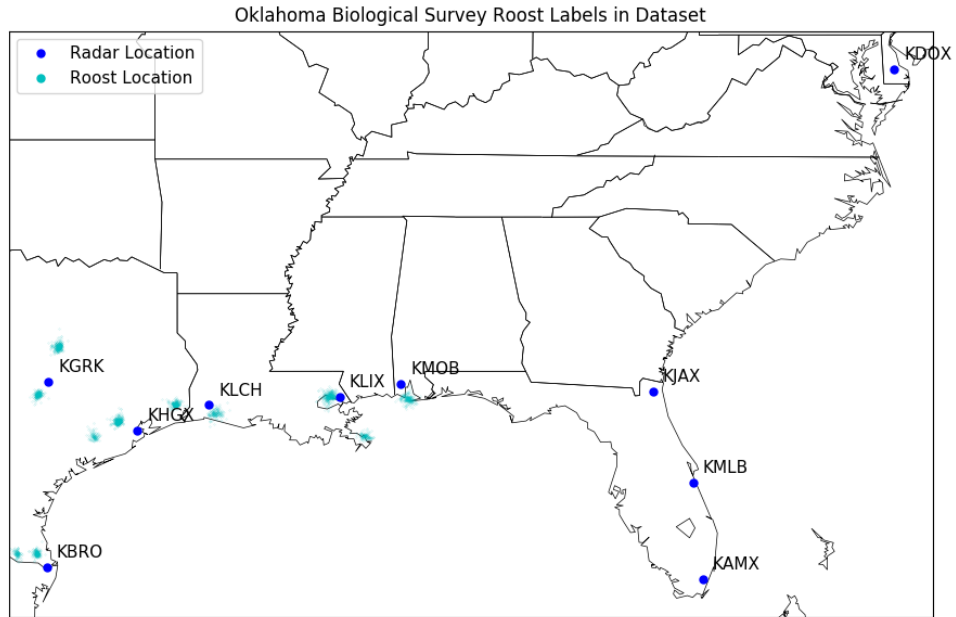 Oklahoma Biological Survey Roost Labels in Dataset
Radar Location
Roost Location
KDOX
KGRK
KMOB
KJAX
KLIX
KLCH
KHGX
KMLB
KBRO
KAMX